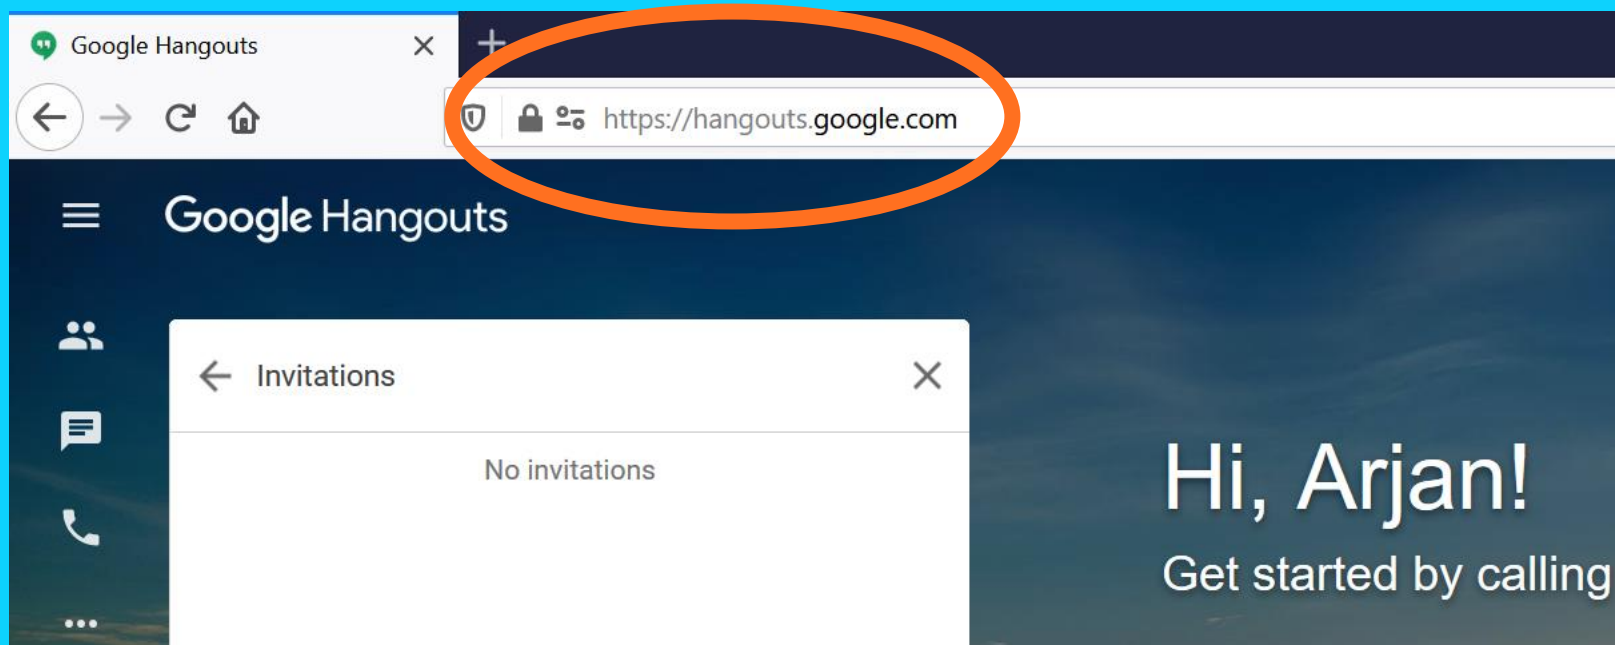 Google Hangouts
https://hangouts.google.com
Google Hangouts
Invitations
No invitations
Hi, Arjan!
Get started by calling